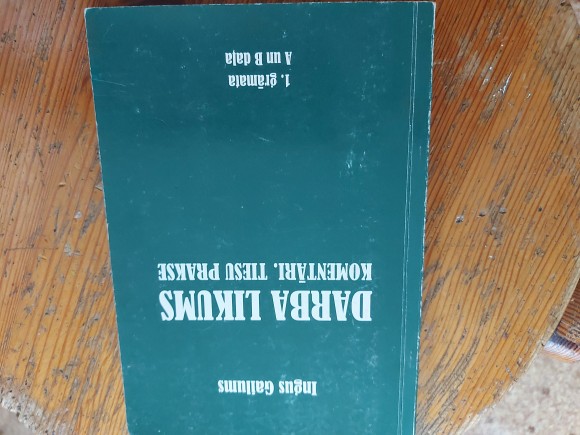 Ingus Gailums
DARBA LIKUMS
KOMENTĀRI. TIESU PRAKSE
1. grāmata
A un B daļa